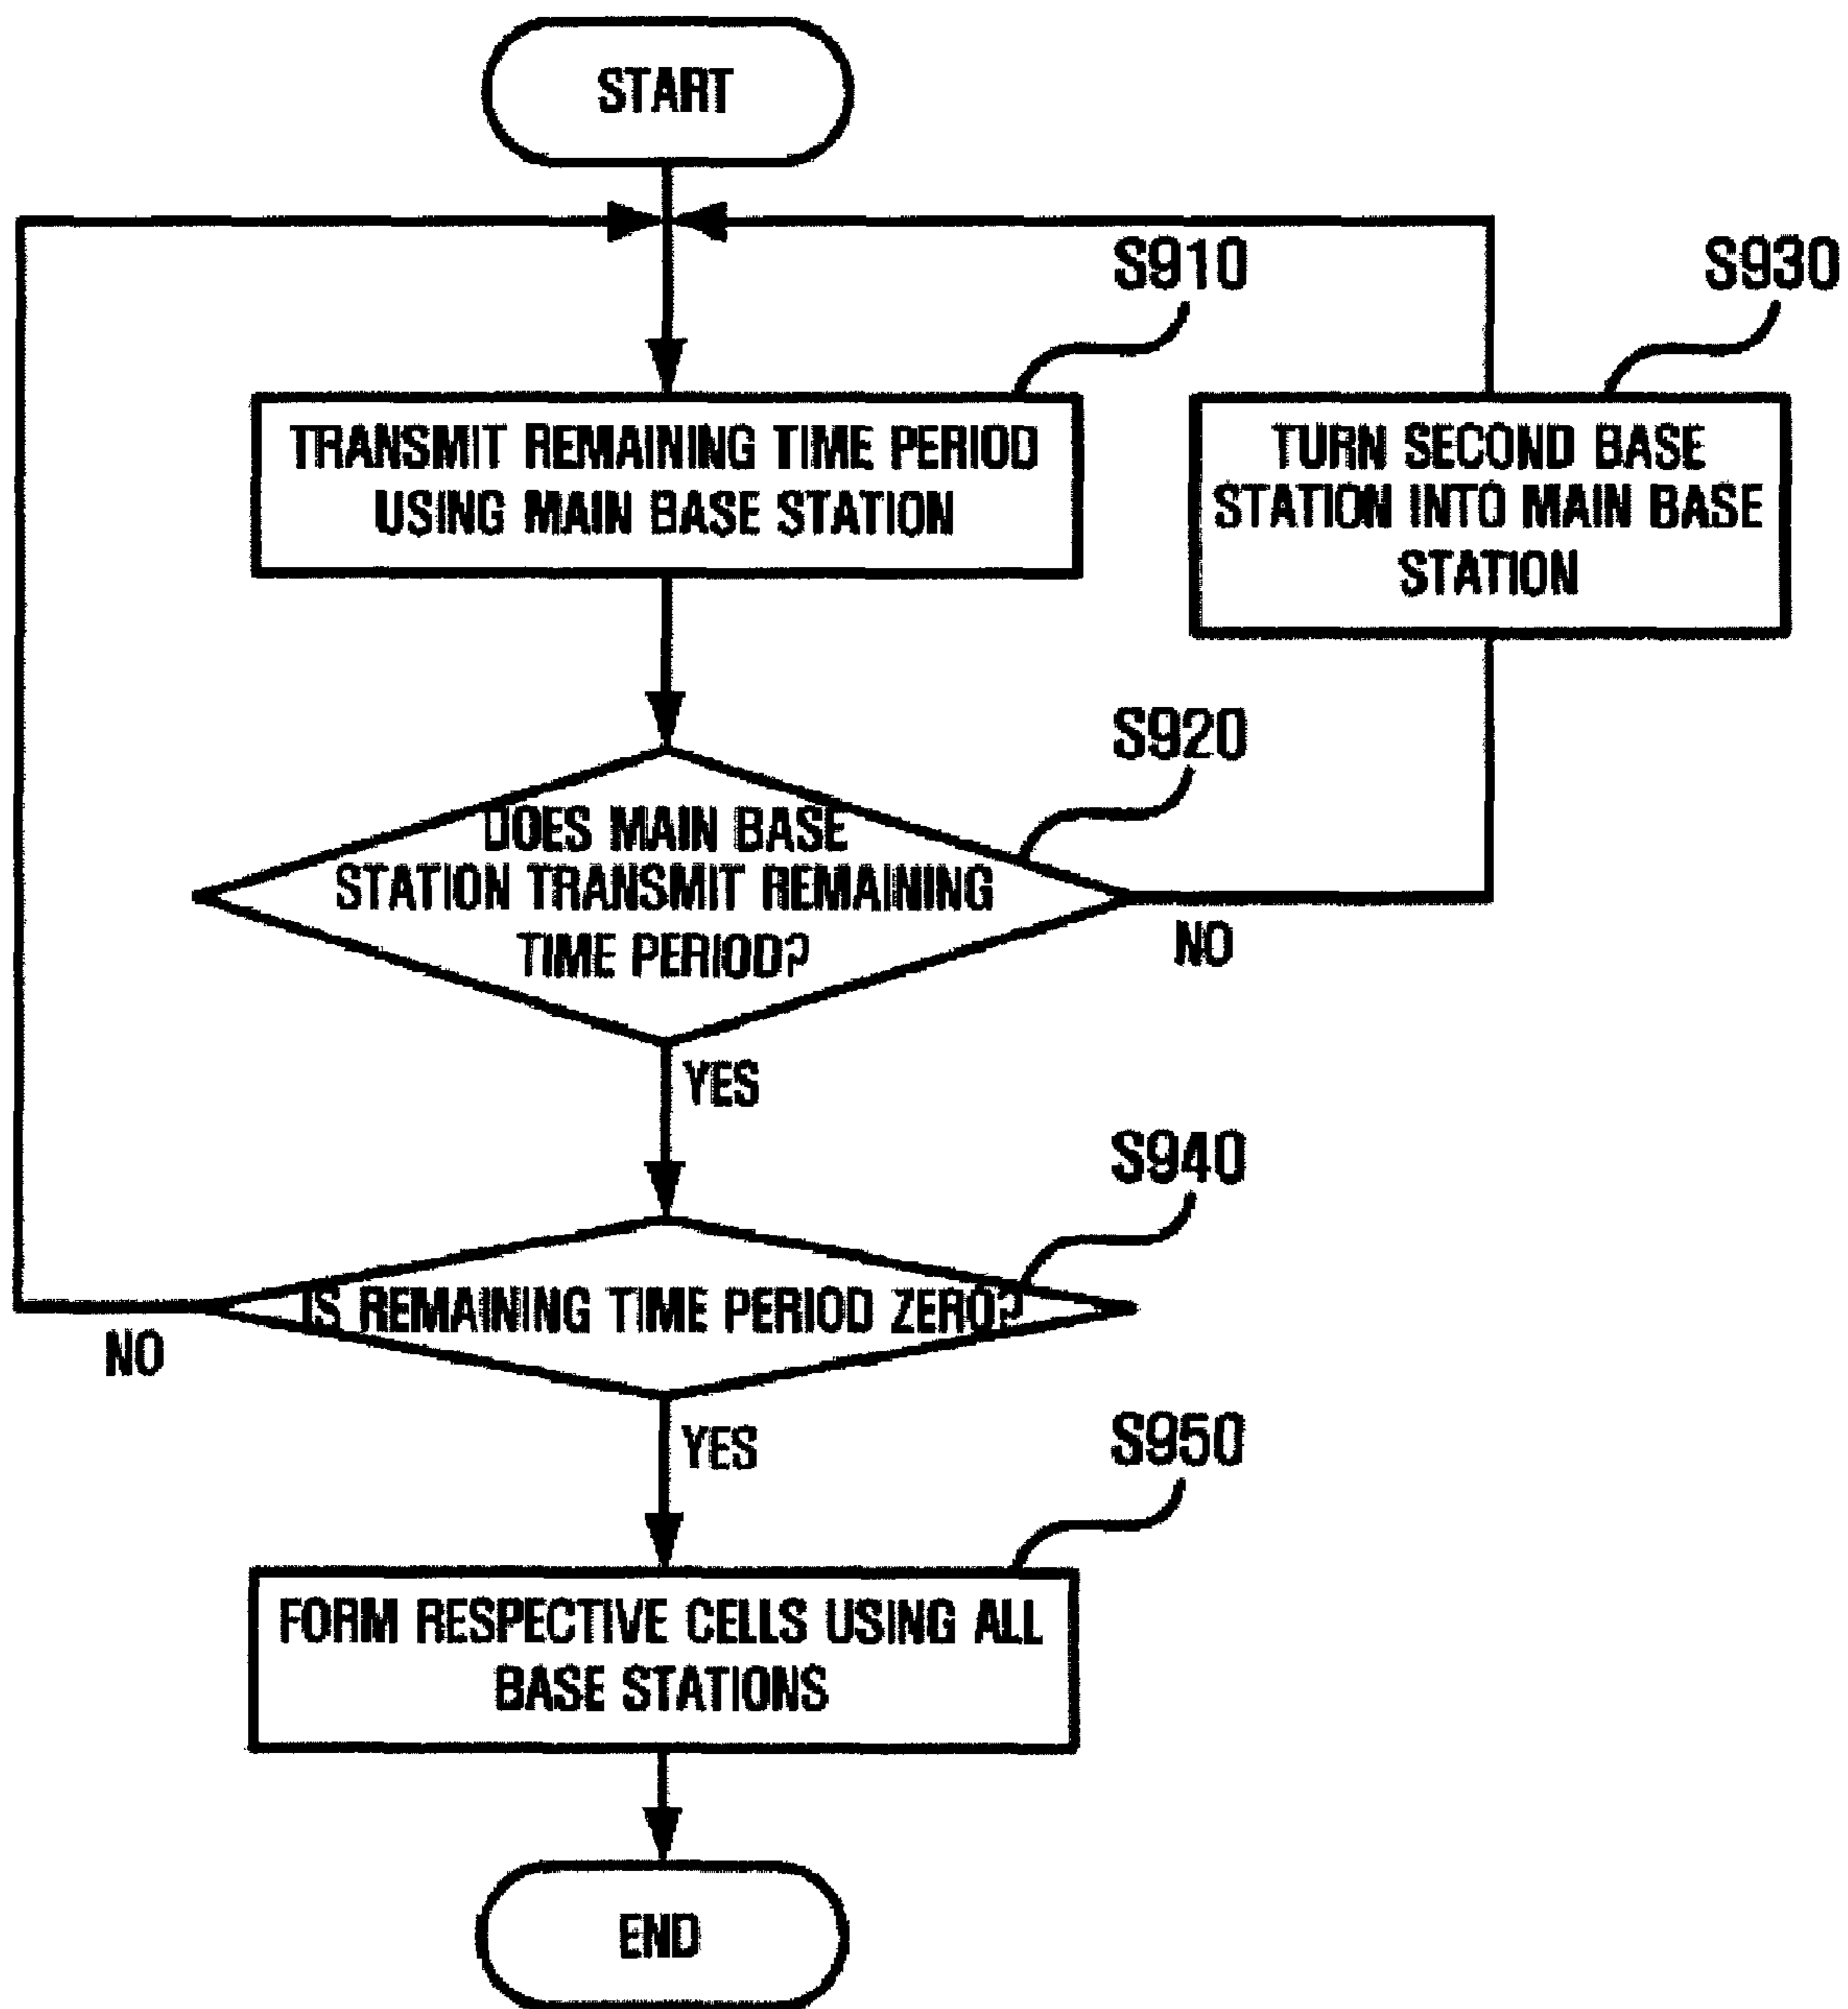 START
S910
S930
TRANSMIT REMAINING TIME PERIOD
USING MAIN BASE STATION
TURN SECOND BASE
STATION INTO MAIN BASE
STATION
S920
DOES MAIN BASE
STATION TRANSMIT REMAINING
TIME PERIOD?
NO
YES
S940
IS REMAINING TIME PERIOD ZERO?
NO
YES
S950
FORM RESPECTIVE CELLS USING ALL
BASE STATIONS
END